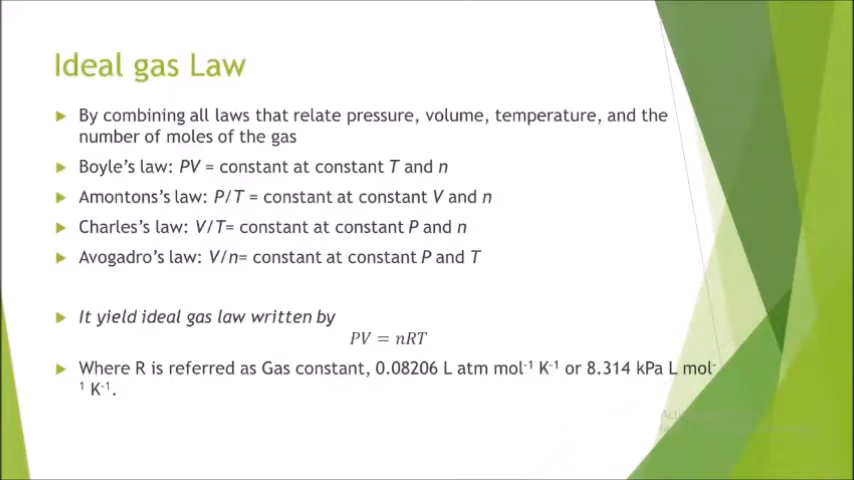 Ideal gas Law
▶ By combining all laws that relate pressure, volume, temperature, and the
number of moles of the gas
▶ Boyle's law: PV = constant at constant T and n
▶ Amontons's law: P/T = constant at constant V and n
▶ Charles's law: V/T= constant at constant P and n
▶ Avogadro's law: V/n= constant at constant P and T
▶ It yield ideal gas law written by
PV = nRT
▶ Where R is referred as Gas constant, 0.08206 L atm mol⁻¹ K⁻¹ or 8.314 kPa L mol⁻
¹ K⁻¹.